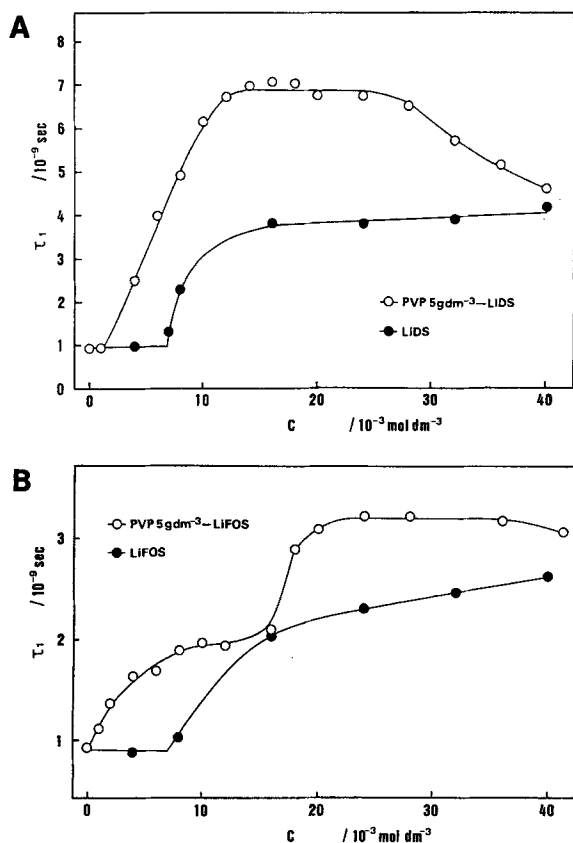 A
8
7
6
5
4
3
2
1
0
τ₁ / 10⁻⁹ sec
PVP 5gdm⁻³–LiDS
LiDS
0 10 20 30 40
C / 10⁻³ mol dm⁻³
B
3
2
1
τ₁ / 10⁻⁹ sec
PVP 5gdm⁻³–LiFOS
LiFOS
0 10 20 30 40
C / 10⁻³ mol dm⁻³